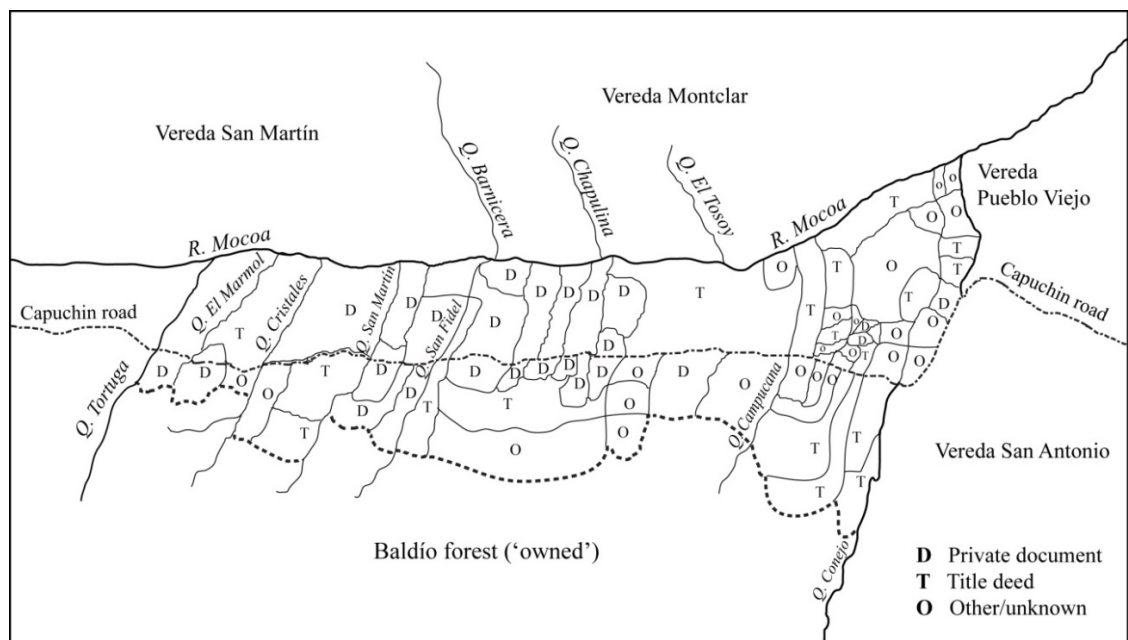 Vereda Montclar
Vereda San Martín
Q. Barnicera
Q. Chapulina
Q. El Tosoy
Vereda
Pueblo Viejo
R. Mocoa
R. Mocoa
O O
T O O
T
T
T O
D
O
Q. El Marmol
Q. Cristales
Q. San Martín
Q. San Fidel
D D D D D
T
T
T
D
Capuchin road
Capuchin road
T
D
D
D
D
O O D O
T O D O
O O T O O
D
Q. Tortuga
D D O O T D D D D D D D D O D O
O O O
Q. Campucana
D T T O
T
O O
T T
T T
Vereda San Antonio
Baldío forest (‘owned’)
Q. Conejo
D Private document
T Title deed
O Other/unknown